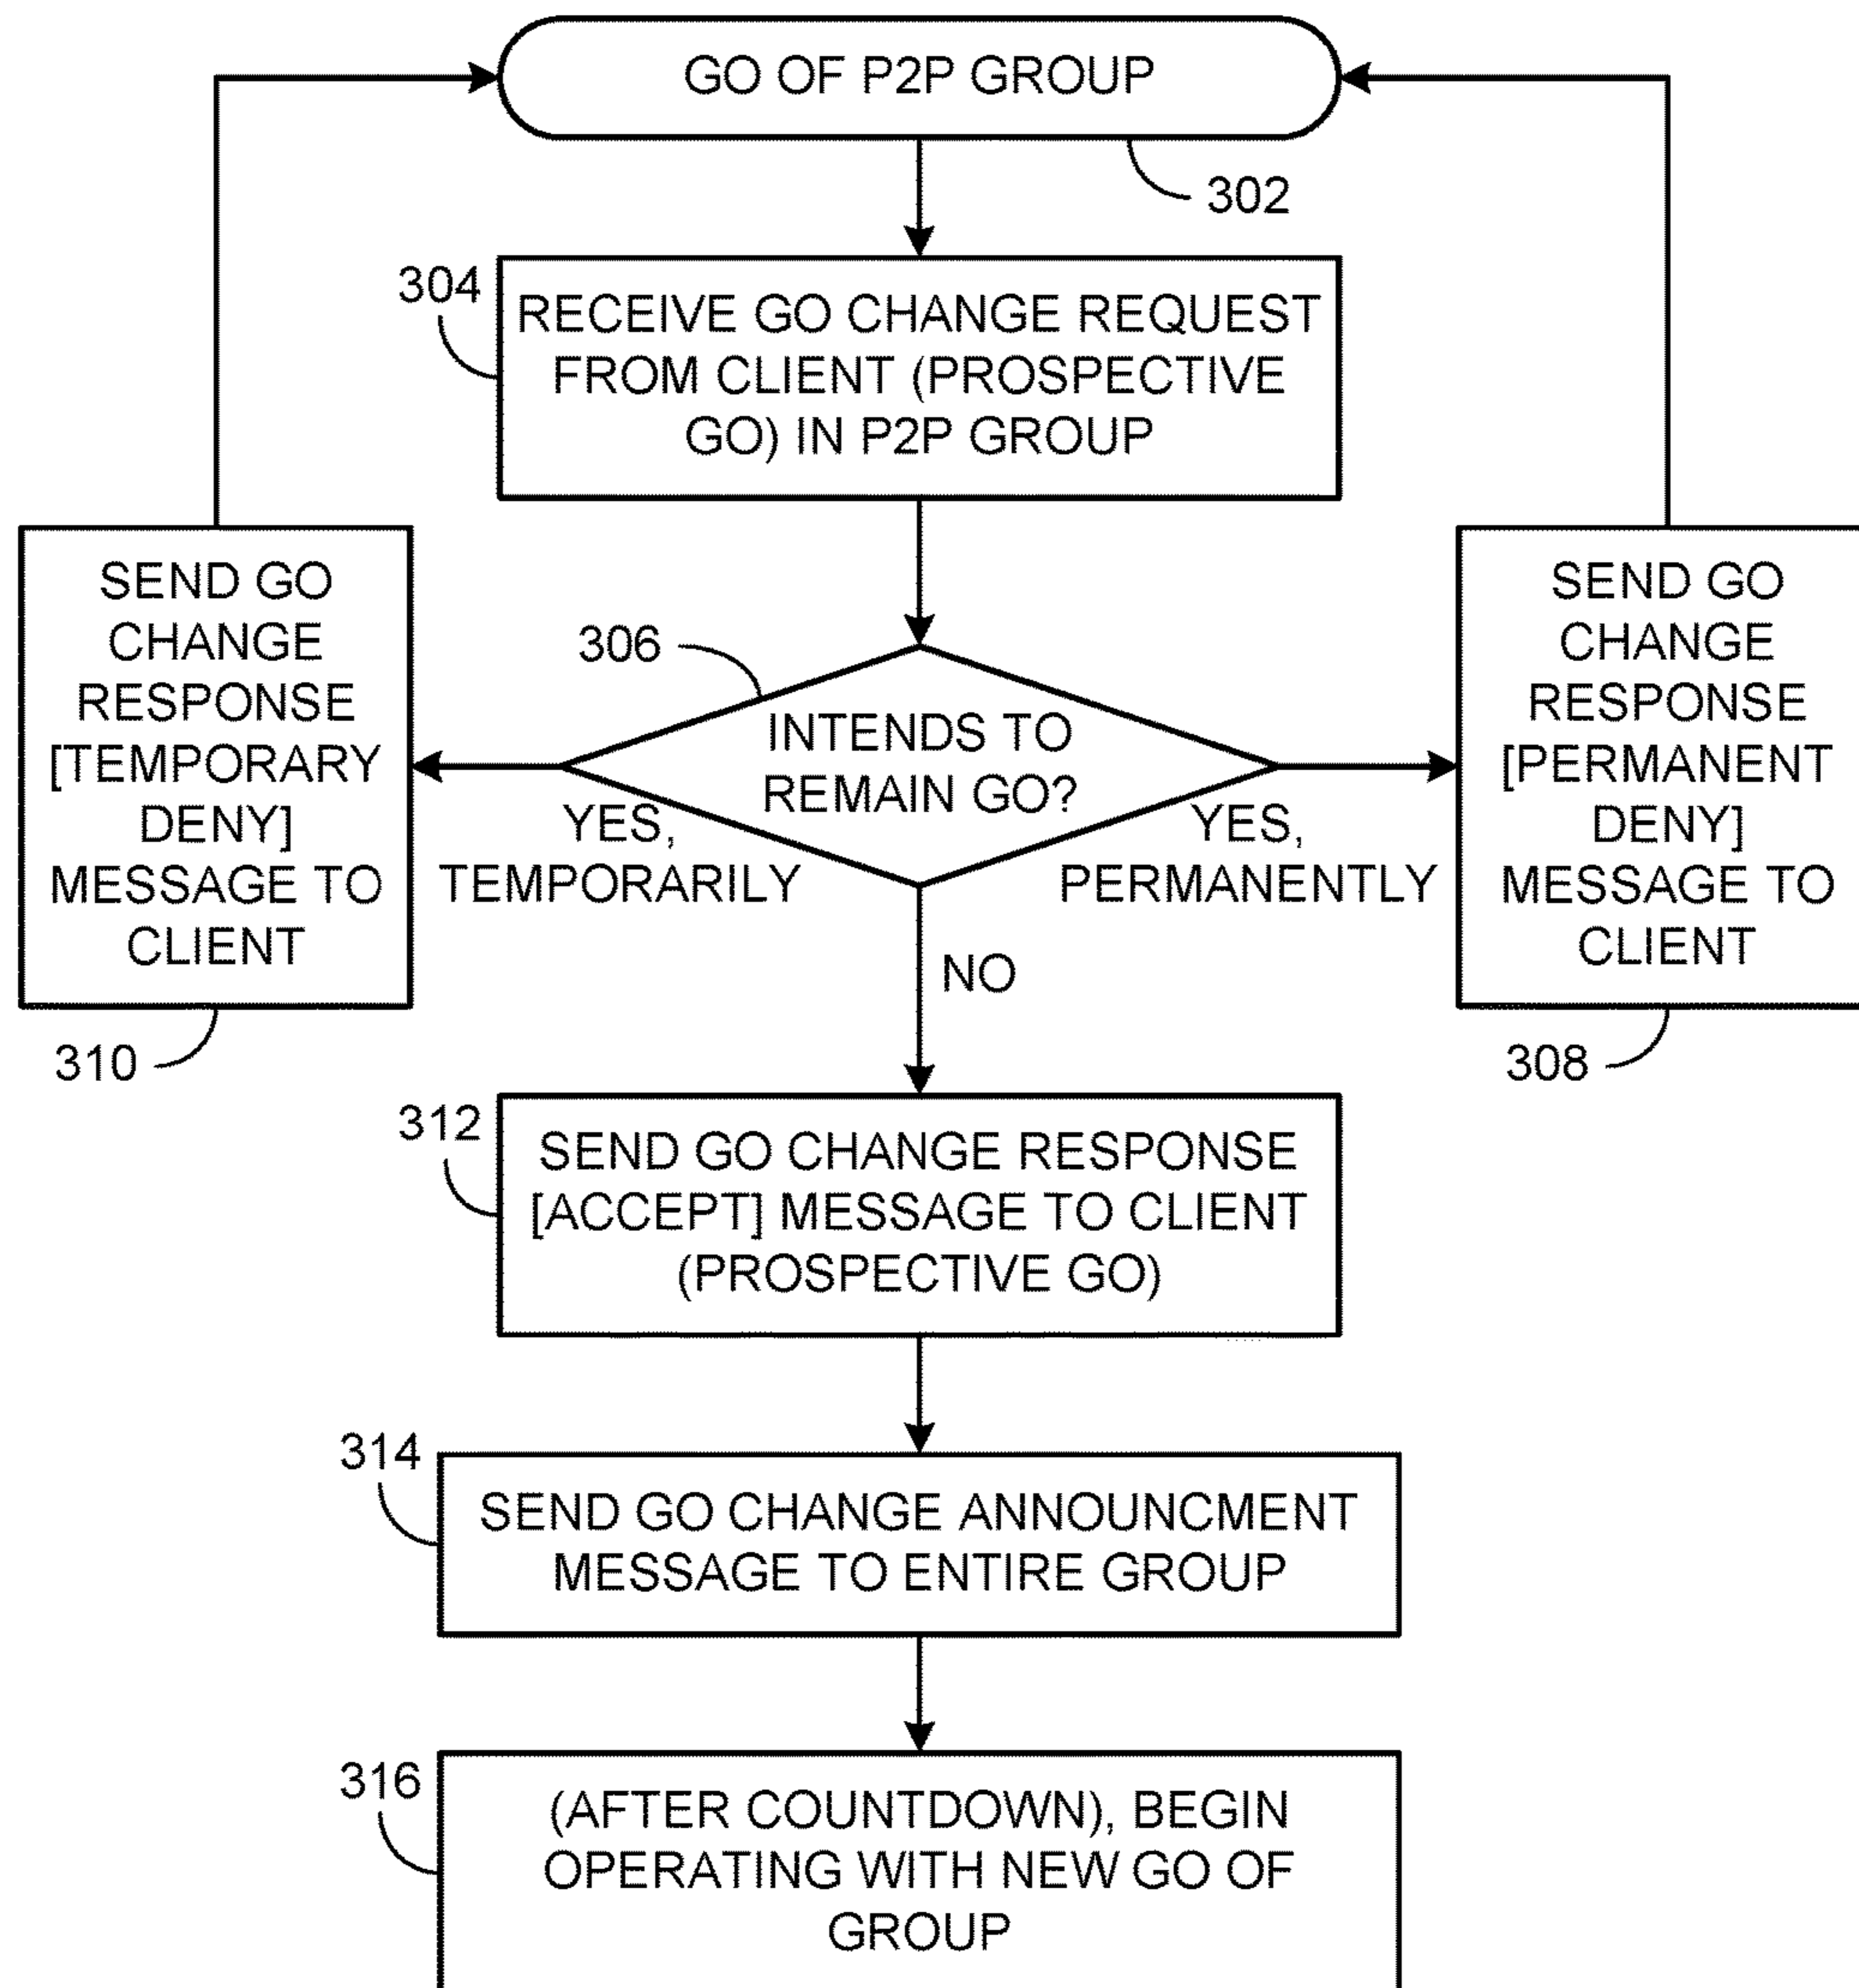 GO OF P2P GROUP
302
304
RECEIVE GO CHANGE REQUEST
FROM CLIENT (PROSPECTIVE
GO) IN P2P GROUP
306
INTENDS TO
REMAIN GO?
YES,
TEMPORARILY
YES,
PERMANENTLY
NO
SEND GO
CHANGE
RESPONSE
[TEMPORARY
DENY]
MESSAGE TO
CLIENT
310
SEND GO
CHANGE
RESPONSE
[PERMANENT
DENY]
MESSAGE TO
CLIENT
308
312
SEND GO CHANGE RESPONSE
[ACCEPT] MESSAGE TO CLIENT
(PROSPECTIVE GO)
314
SEND GO CHANGE ANNOUNCMENT
MESSAGE TO ENTIRE GROUP
316
(AFTER COUNTDOWN), BEGIN
OPERATING WITH NEW GO OF
GROUP